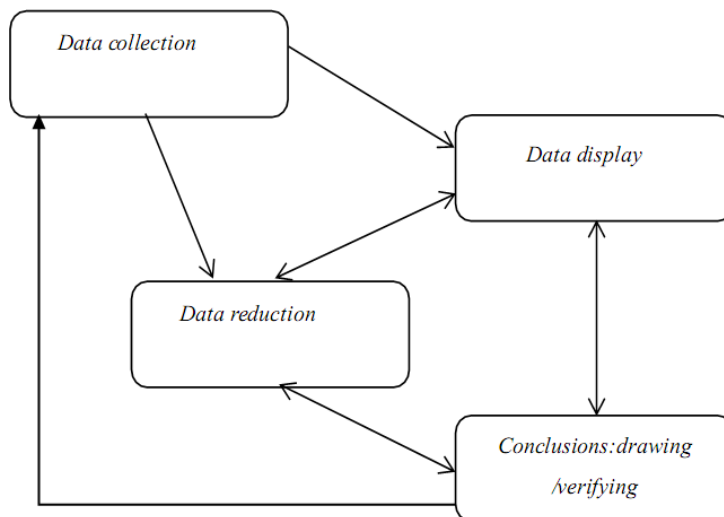 Data collection
Data display
Data reduction
Conclusions:drawing
/verifying